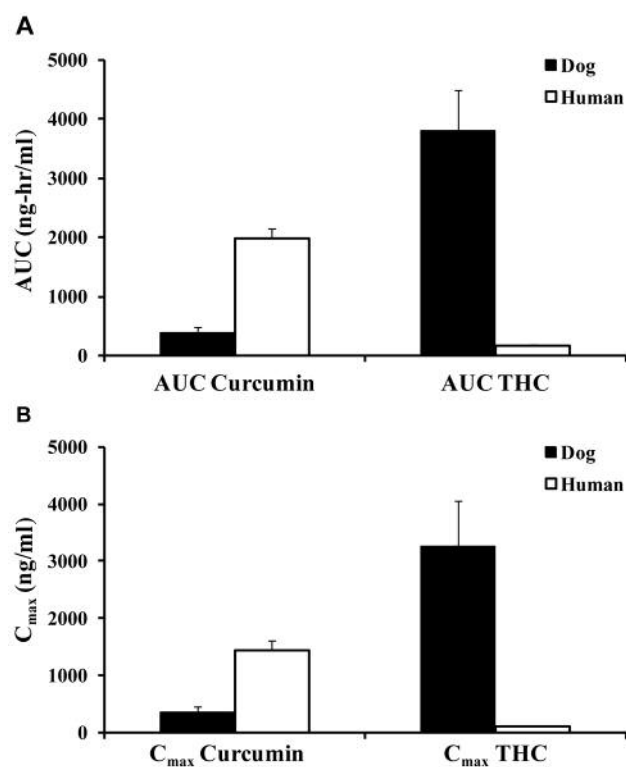 A
5000
4000
3000
2000
1000
0
AUC (ng-hr/ml)
Dog
Human
AUC Curcumin AUC THC
B
5000
4000
3000
2000
1000
0
Cmax (ng/ml)
Dog
Human
Cmax Curcumin Cmax THC